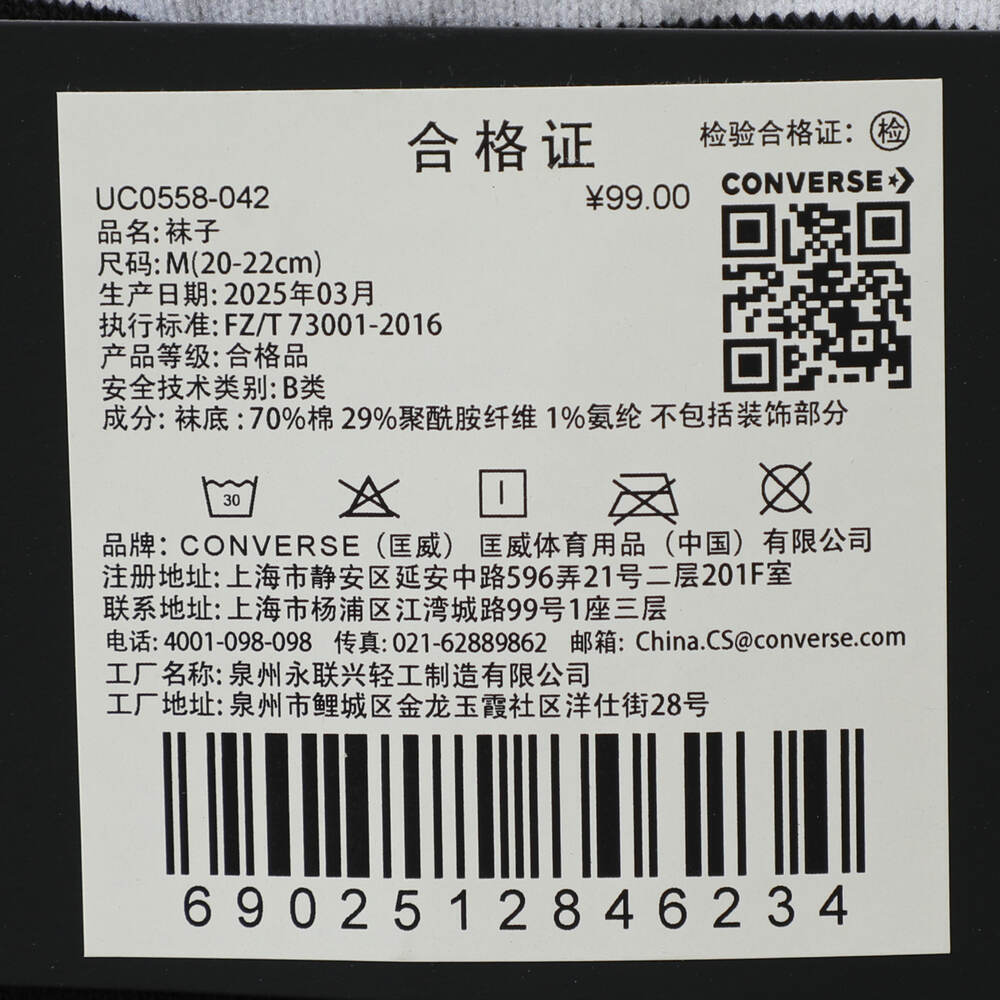 合格证
检验合格证：检
CONVERSE
UC0558-042 ¥99.00
品名: 袜子
尺码: M(20-22cm)
生产日期: 2025年03月
执行标准: FZ/T 73001-2016
产品等级: 合格品
安全技术类别: B类
成分: 袜底 : 70%棉 29%聚酰胺纤维 1%氨纶 不包括装饰部分
30
品牌: CONVERSE（匡威） 匡威体育用品（中国）有限公司
注册地址: 上海市静安区延安中路596弄21号二层201F室
联系地址: 上海市杨浦区江湾城路99号1座三层
电话: 4001-098-098 传真: 021-62889862 邮箱: China.CS@converse.com
工厂名称: 泉州永联兴轻工制造有限公司
工厂地址: 泉州市鲤城区金龙玉霞社区洋仕街28号
6902512846234